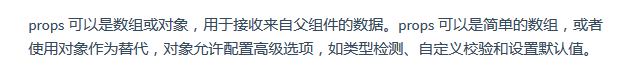 props 可以是数组或对象，用于接收来自父组件的数据。props 可以是简单的数组，或者
使用对象作为替代，对象允许配置高级选项，如类型检测、自定义校验和设置默认值。